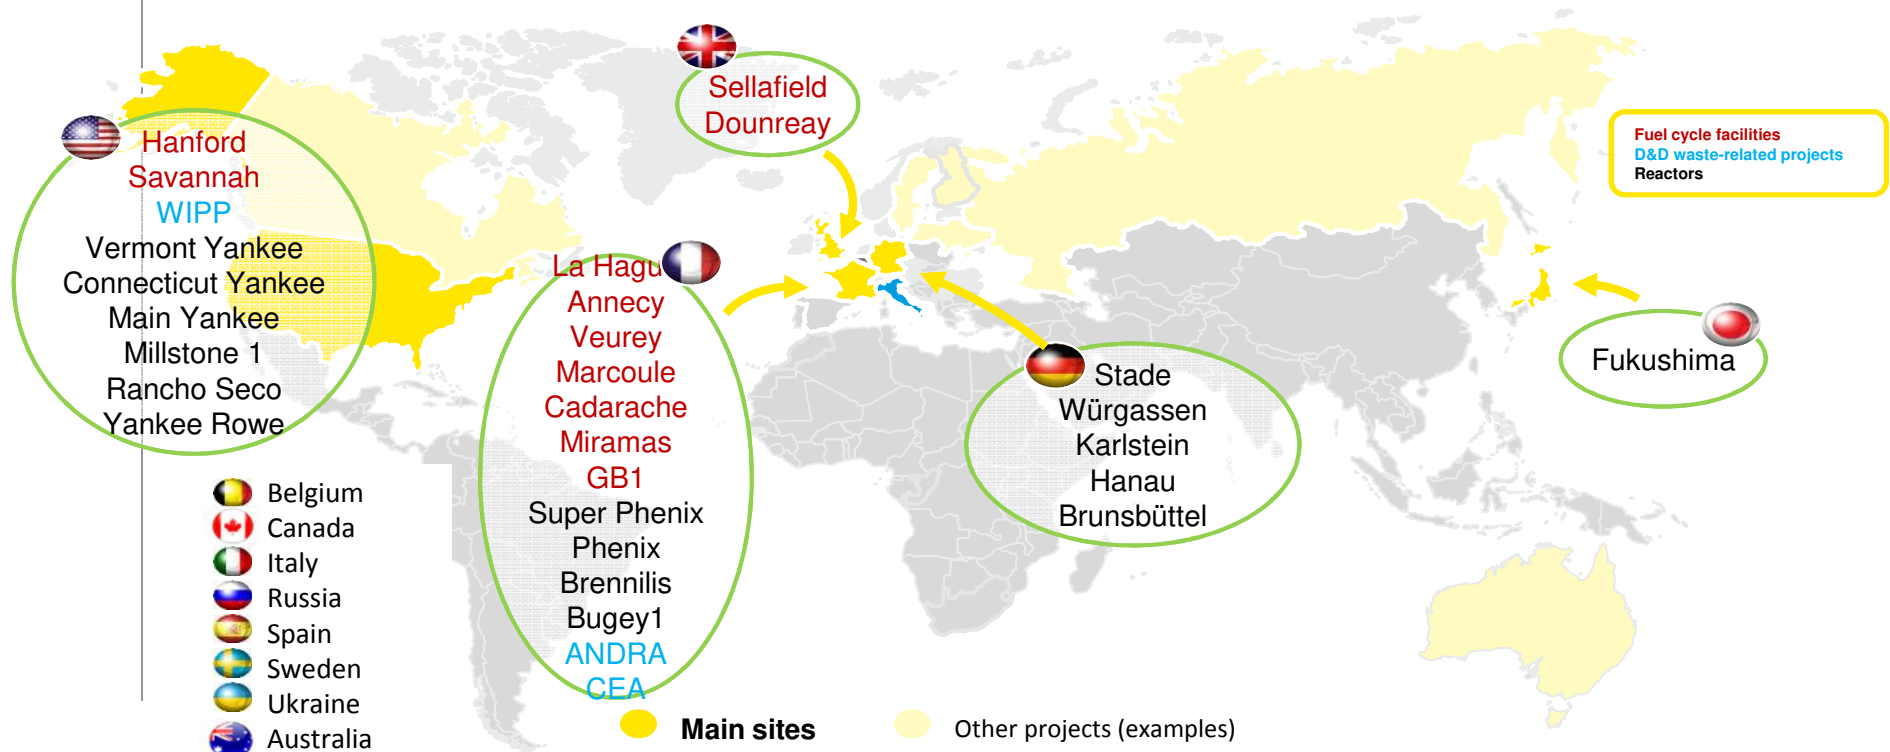 Sellafield
Dounreay
Hanford
Savannah
WIPP
Vermont Yankee
Connecticut Yankee
Main Yankee
Millstone 1
Rancho Seco
Yankee Rowe
Fuel cycle facilities
D&D waste-related projects
Reactors
La Hagu
Annecy
Veurey
Marcoule
Cadarache
Miramas
GB1
Super Phenix
Phenix
Brennilis
Bugey1
ANDRA
CEA
Stade
Würgassen
Karlstein
Hanau
Brunsbüttel
Fukushima
Belgium
Canada
Italy
Russia
Spain
Sweden
Ukraine
Australia
Main sites
Other projects (examples)